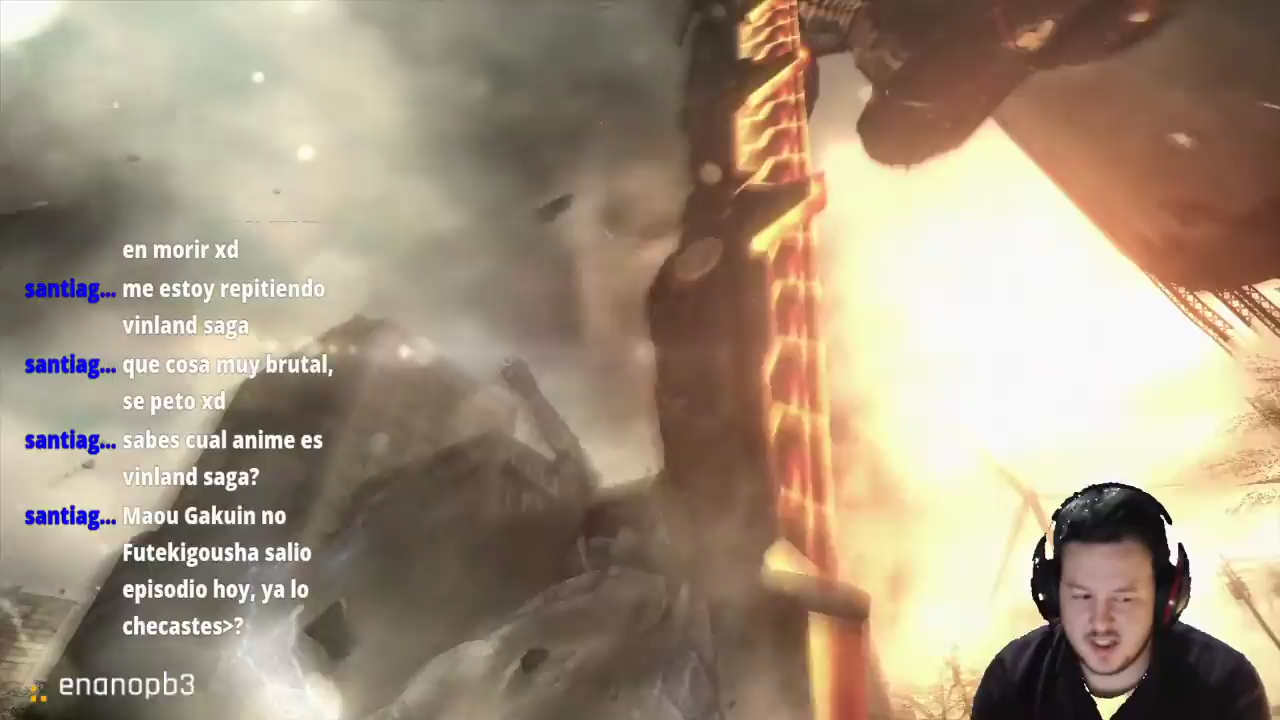 en morir xd
santiag... me estoy repitiendo
vinland saga
santiag... que cosa muy brutal,
se peto xd
santiag... sabes cual anime es
vinland saga?
santiag... Maou Gakuin no
Futekigousha salio
episodio hoy, ya lo
checastes>?
enanopb3